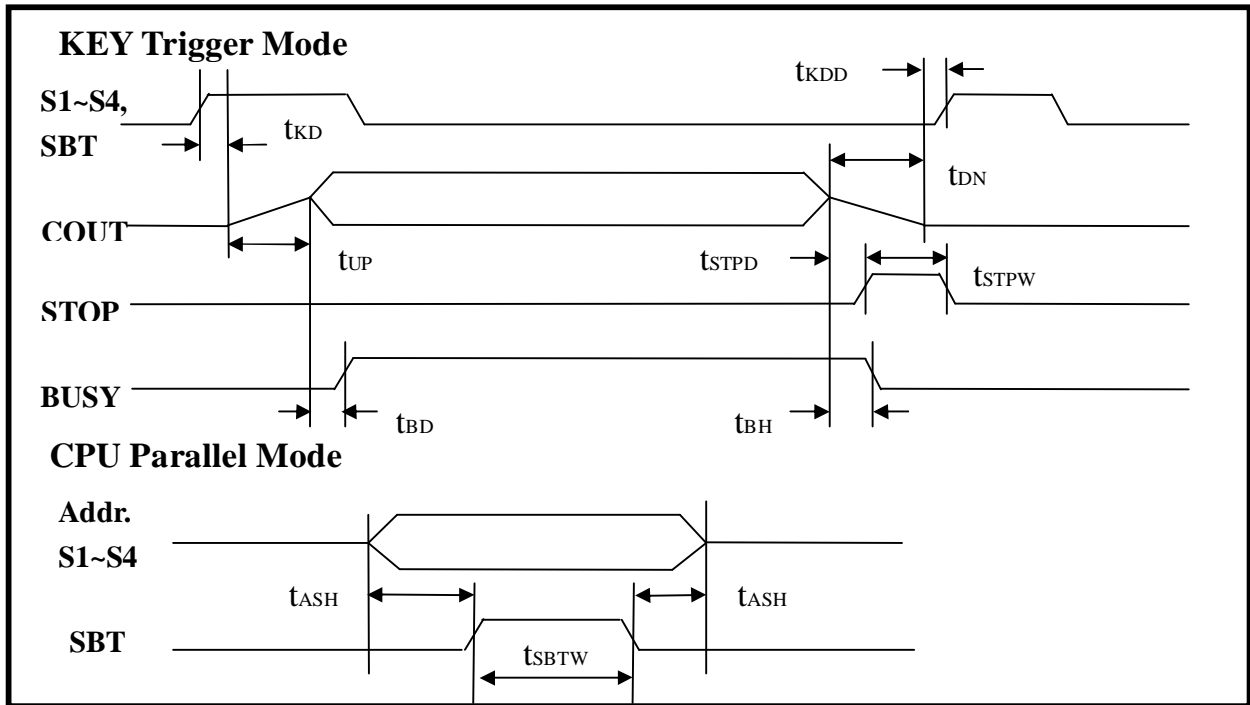 KEY Trigger Mode
tKDD
S1~S4,
SBT
tKD
tDN
COUT
tUP
tSTPD
tSTPW
STOP
BUSY
tBD
tBH
CPU Parallel Mode
Addr.
S1~S4
tASH
tASH
SBT
tSBTW